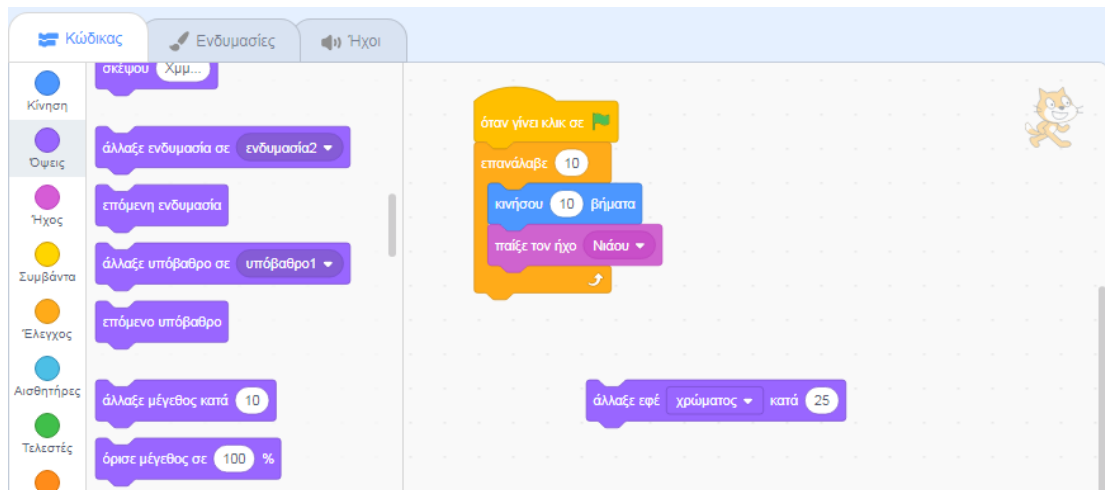 Κώδικας
Ενδυμασίες
Ήχοι
Κίνηση
Όψεις
Ήχος
Συμβάντα
Έλεγχος
Αισθητήρες
Τελεστές
σκέψου Χμμ...
άλλαξε ενδυμασία σε ενδυμασία2
επόμενη ενδυμασία
άλλαξε υπόβαθρο σε υπόβαθρο1
επόμενο υπόβαθρο
άλλαξε μέγεθος κατά 10
όρισε μέγεθος σε 100 %
όταν γίνει κλικ σε
επανάλαβε 10
κινήσου 10 βήματα
παίξε τον ήχο Νιάου
άλλαξε εφέ χρώματος κατά 25